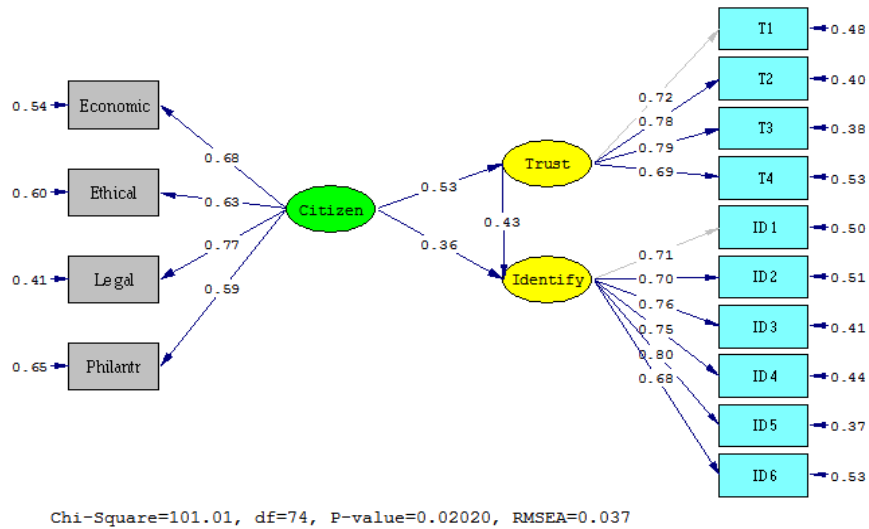 T1
0.48
T2
0.40
T3
0.38
T4
0.53
0.54
Economic
0.60
Ethical
0.41
Legal
0.65
Philantr
0.68
0.63
0.77
0.59
Citizen
0.53
0.36
Trust
0.43
Identify
0.72
0.78
0.79
0.69
0.71
0.70
0.76
0.75
0.80
0.68
ID1
0.50
ID2
0.51
ID3
0.41
ID4
0.44
ID5
0.37
ID6
0.53
Chi-Square=101.01, df=74, P-value=0.02020, RMSEA=0.037